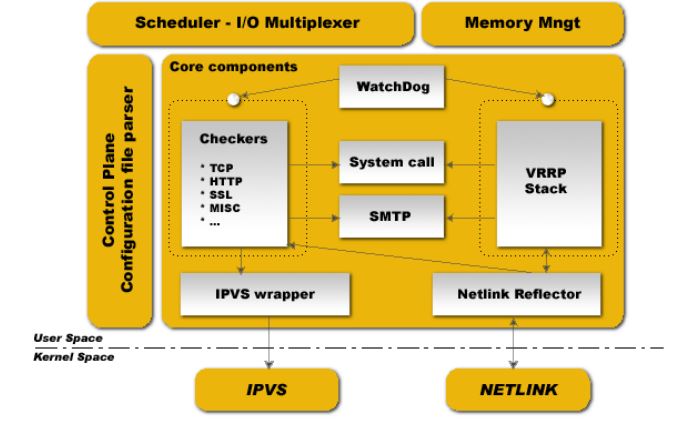 Scheduler - I/O Multiplexer
Memory Mngt
Control Plane
Configuration file parser
Core components
WatchDog
Checkers
* TCP
* HTTP
* SSL
* MISC
* ...
System call
SMTP
VRRP
Stack
IPVS wrapper
Netlink Reflector
User Space
Kernel Space
IPVS
NETLINK